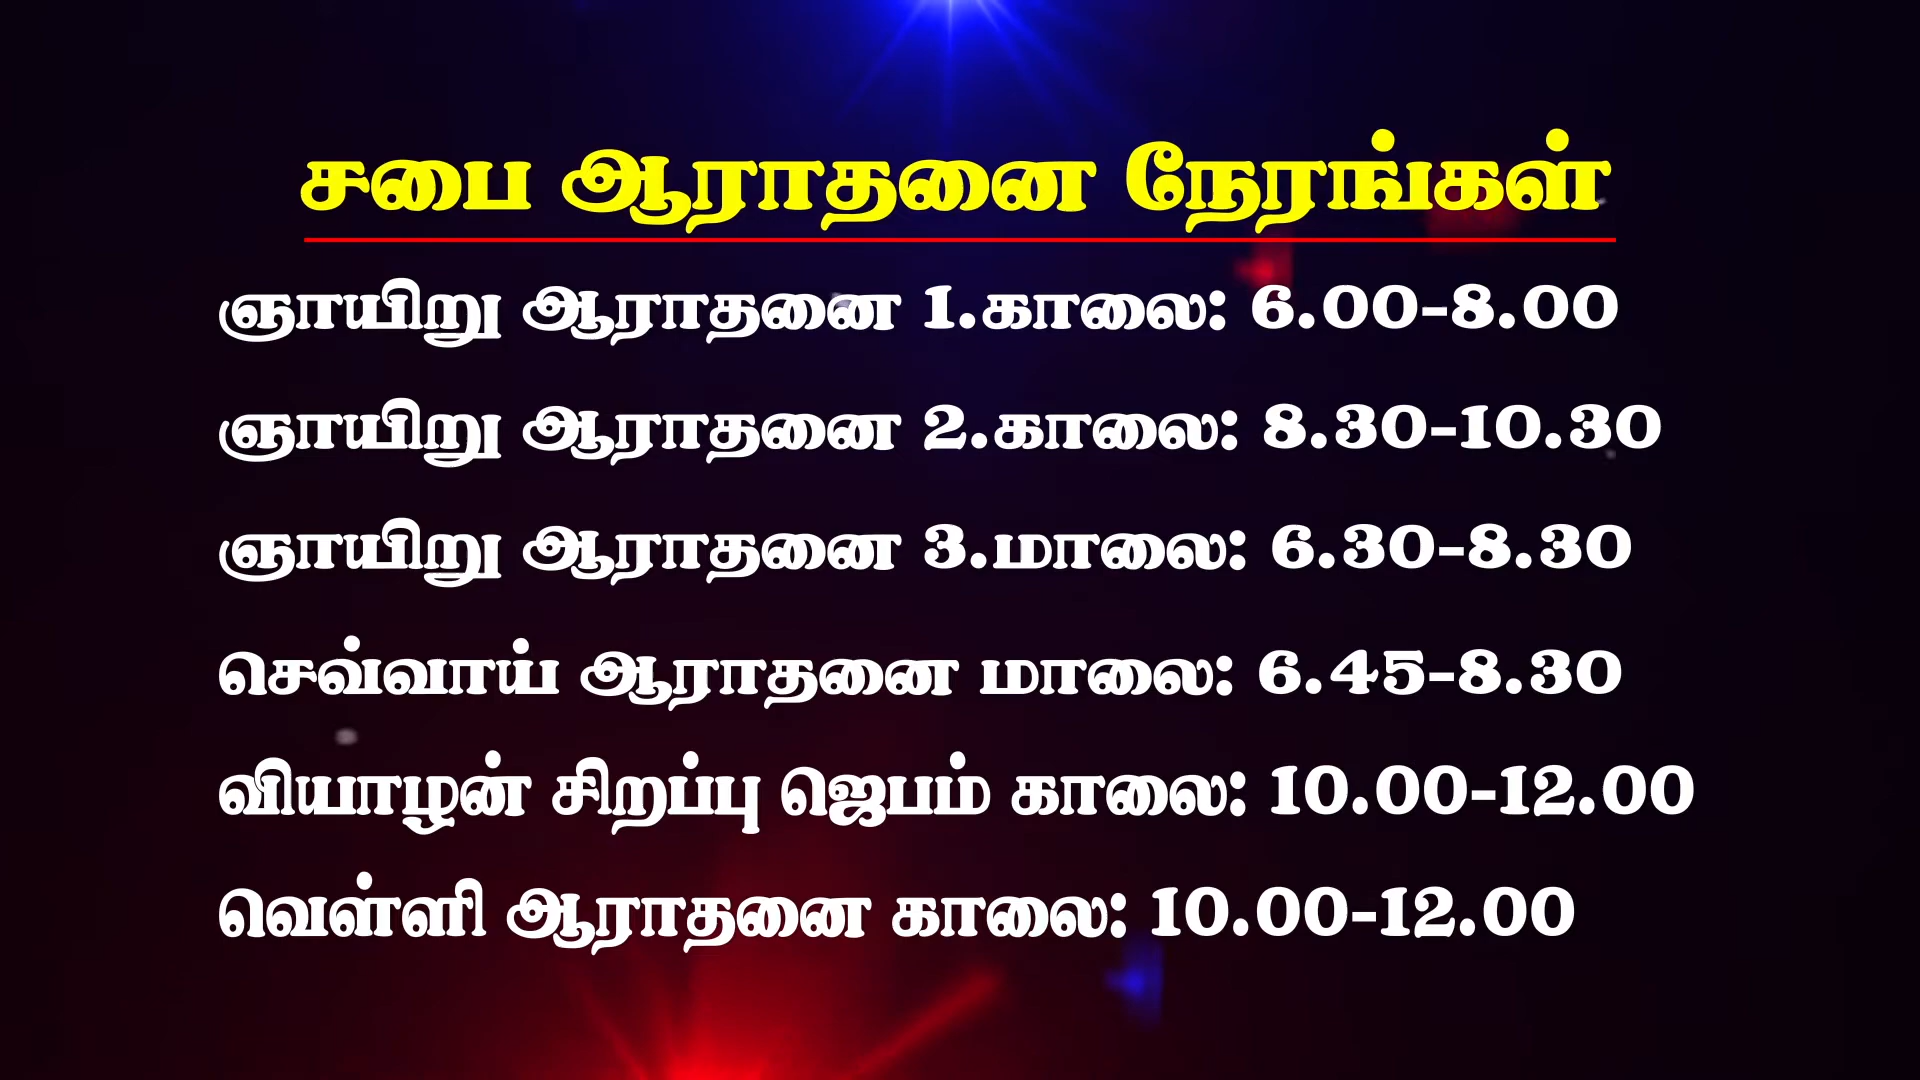 சபை ஆராதனை நேரங்கள்
ஞாயிறு ஆராதனை 1.காலை: 6.00-8.00
ஞாயிறு ஆராதனை 2.காலை: 8.30-10.30
ஞாயிறு ஆராதனை 3.மாலை: 6.30-8.30
செவ்வாய் ஆராதனை மாலை: 6.45-8.30
வியாழன் சிறப்பு ஜெபம் காலை: 10.00-12.00
வெள்ளி ஆராதனை காலை: 10.00-12.00